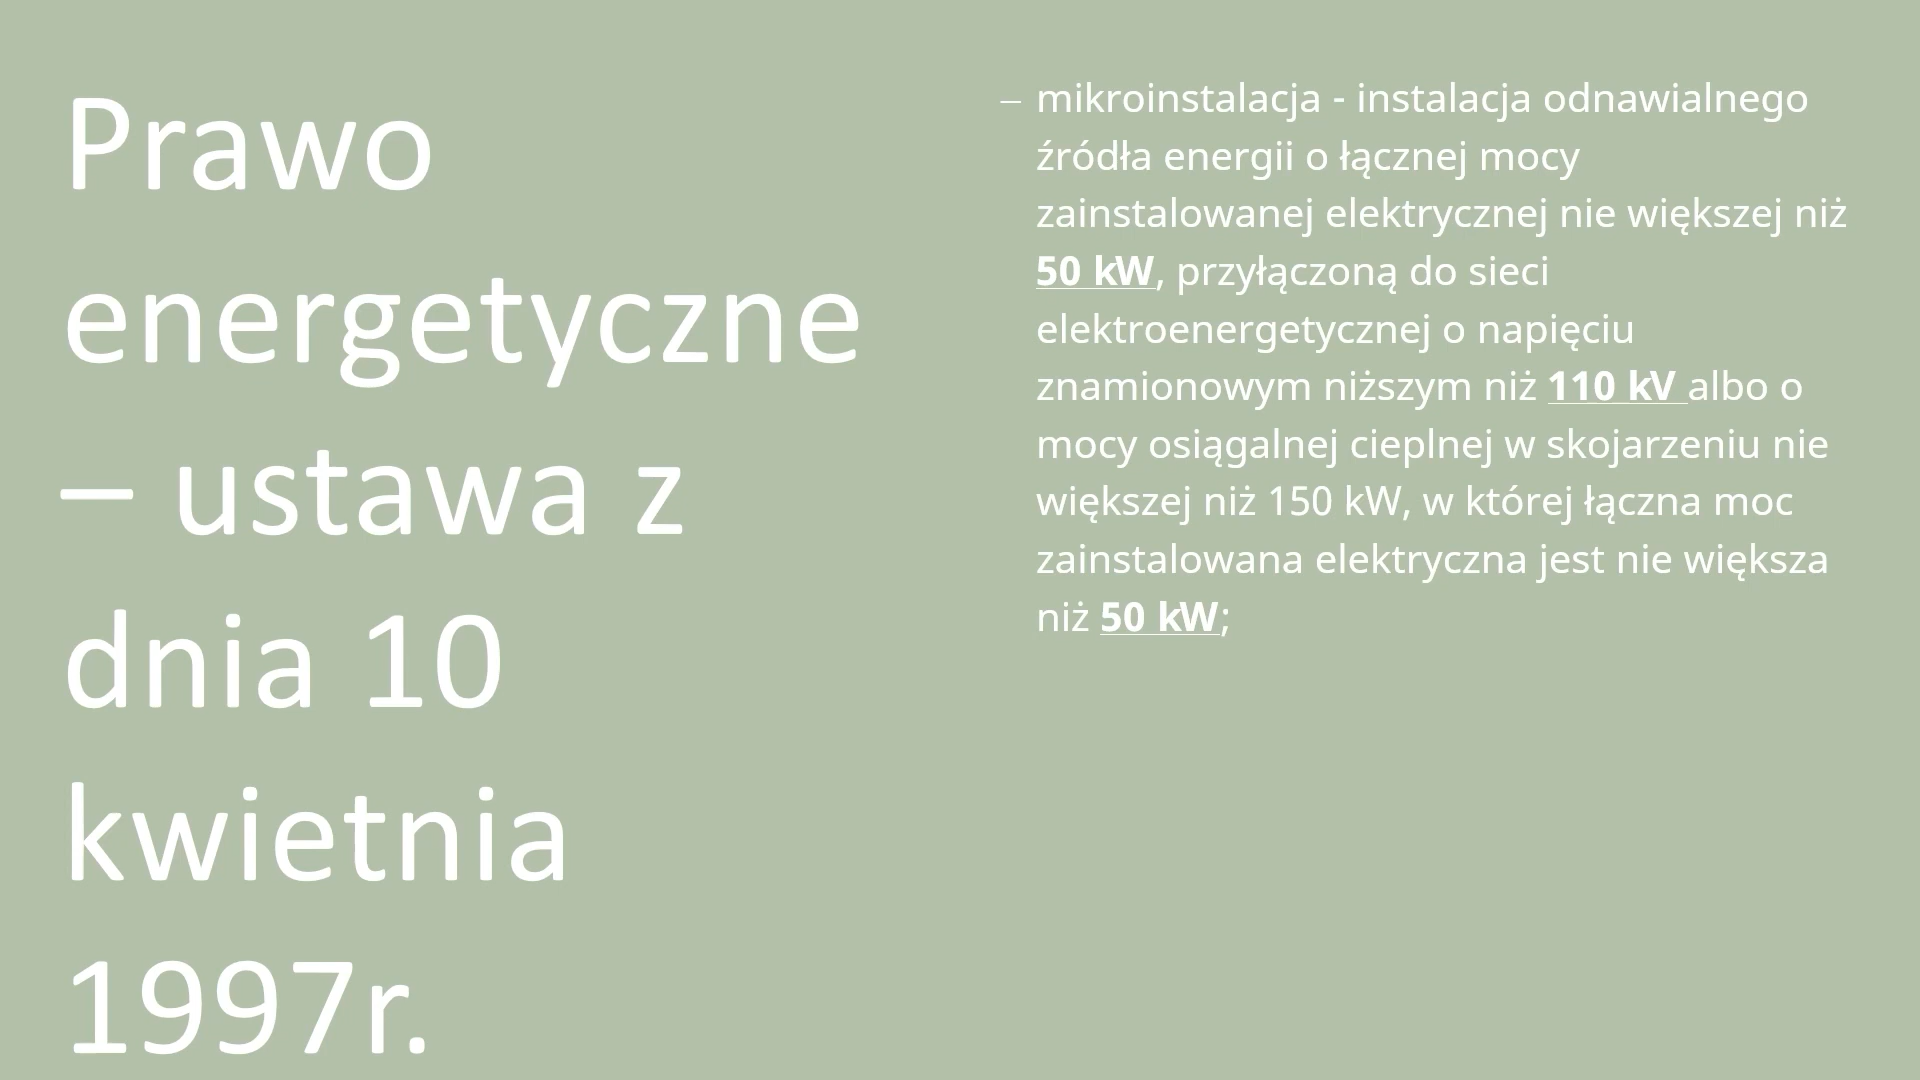 Prawo
energetyczne
– ustawa z
dnia 10
kwietnia
1997r.
– mikroinstalacja - instalacja odnawialnego
źródła energii o łącznej mocy
zainstalowanej elektrycznej nie większej niż
50 kW, przyłączoną do sieci
elektroenergetycznej o napięciu
znamionowym niższym niż 110 kV albo o
mocy osiągalnej cieplnej w skojarzeniu nie
większej niż 150 kW, w której łączna moc
zainstalowana elektryczna jest nie większa
niż 50 kW;